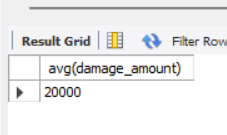 Result Grid Filter Row
avg(damage_amount)
20000